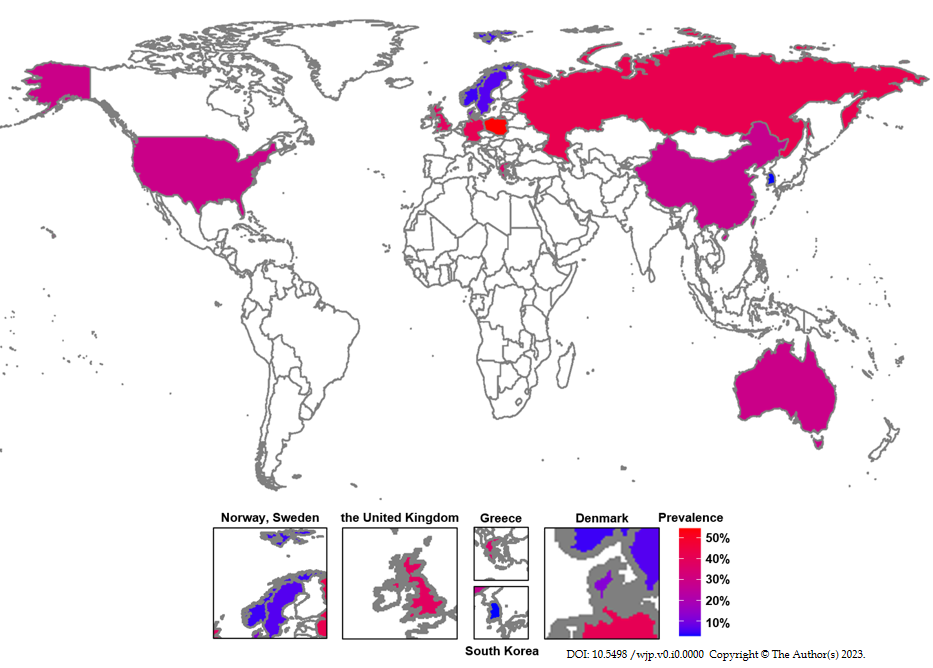 Norway, Sweden
the United Kingdom
Greece
Denmark
Prevalence
50%
40%
30%
20%
10%
South Korea
DOI: 10.5498 /wjp.v0.i0.0000 Copyright © The Author(s) 2023.